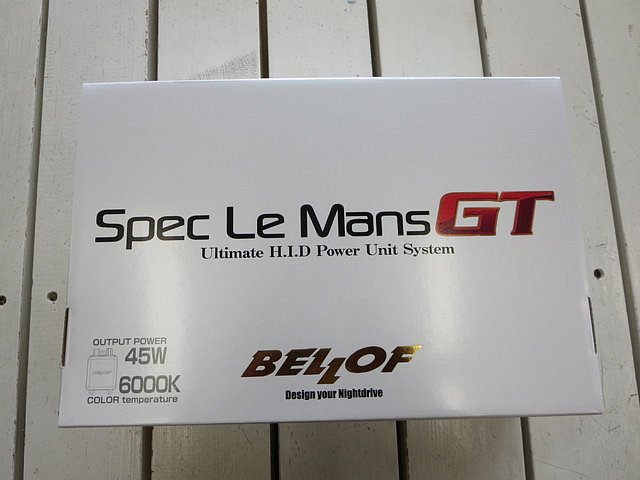 Spec Le Mans GT
Ultimate H.I.D Power Unit System
OUTPUT POWER
45W
6000K
COLOR temperature
BELLOF
Design your Nightdrive